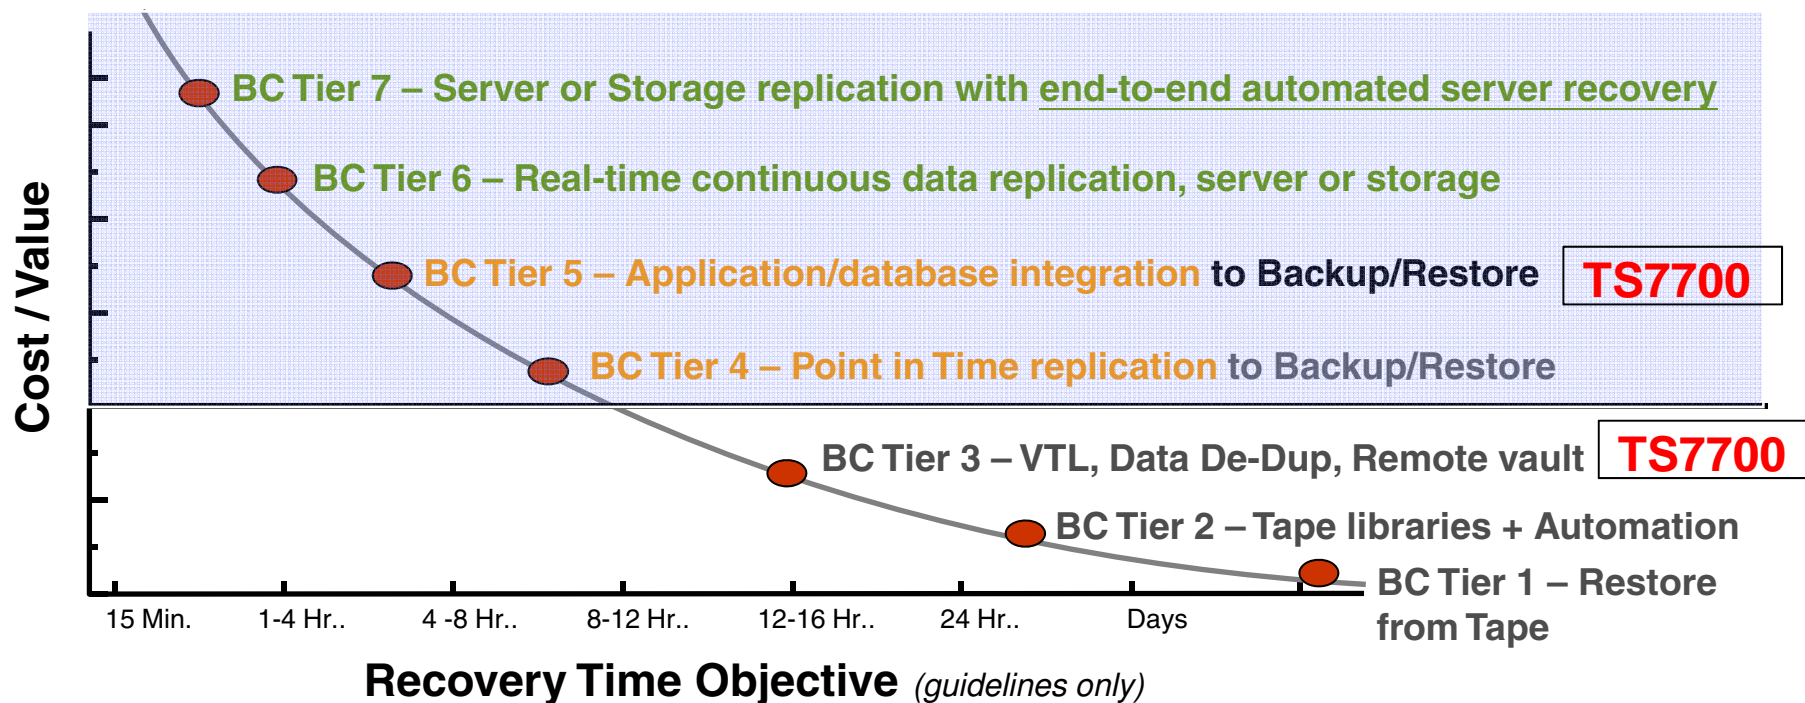 BC Tier 7 – Server or Storage replication with end-to-end automated server recovery
BC Tier 6 – Real-time continuous data replication, server or storage
BC Tier 5 – Application/database integration to Backup/Restore
TS7700
BC Tier 4 – Point in Time replication to Backup/Restore
BC Tier 3 – VTL, Data De-Dup, Remote vault
TS7700
BC Tier 2 – Tape libraries + Automation
BC Tier 1 – Restore
from Tape
Cost / Value
15 Min.
1-4 Hr..
4 -8 Hr..
8-12 Hr..
12-16 Hr..
24 Hr..
Days
Recovery Time Objective (guidelines only)